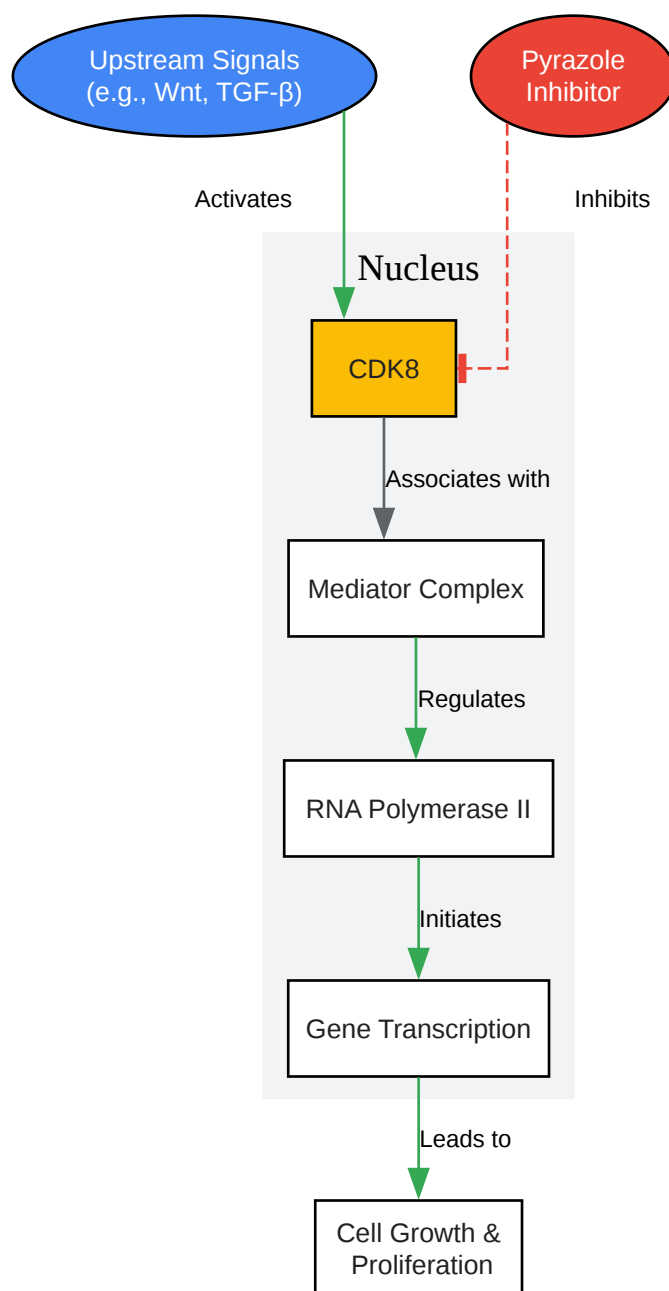 Upstream Signals
(e.g., Wnt, TGF-β)
Pyrazole
Inhibitor
Activates
Inhibits
Nucleus
CDK8
Associates with
Mediator Complex
Regulates
RNA Polymerase II
Initiates
Gene Transcription
Leads to
Cell Growth &
Proliferation